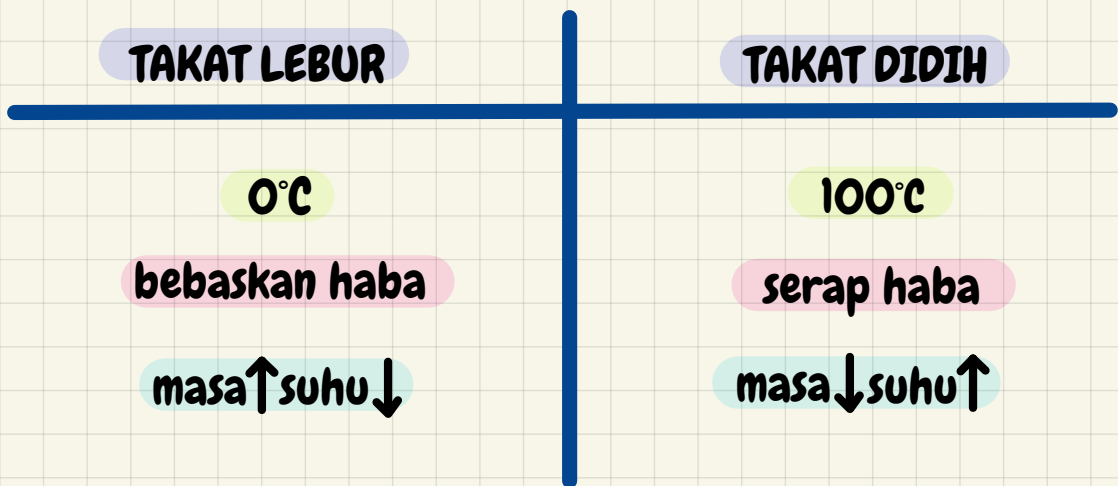 TAKAT LEBUR
TAKAT DIDIH
0°C
100°C
bebaskan haba
serap haba
masa↑suhu↓
masa↓suhu↑